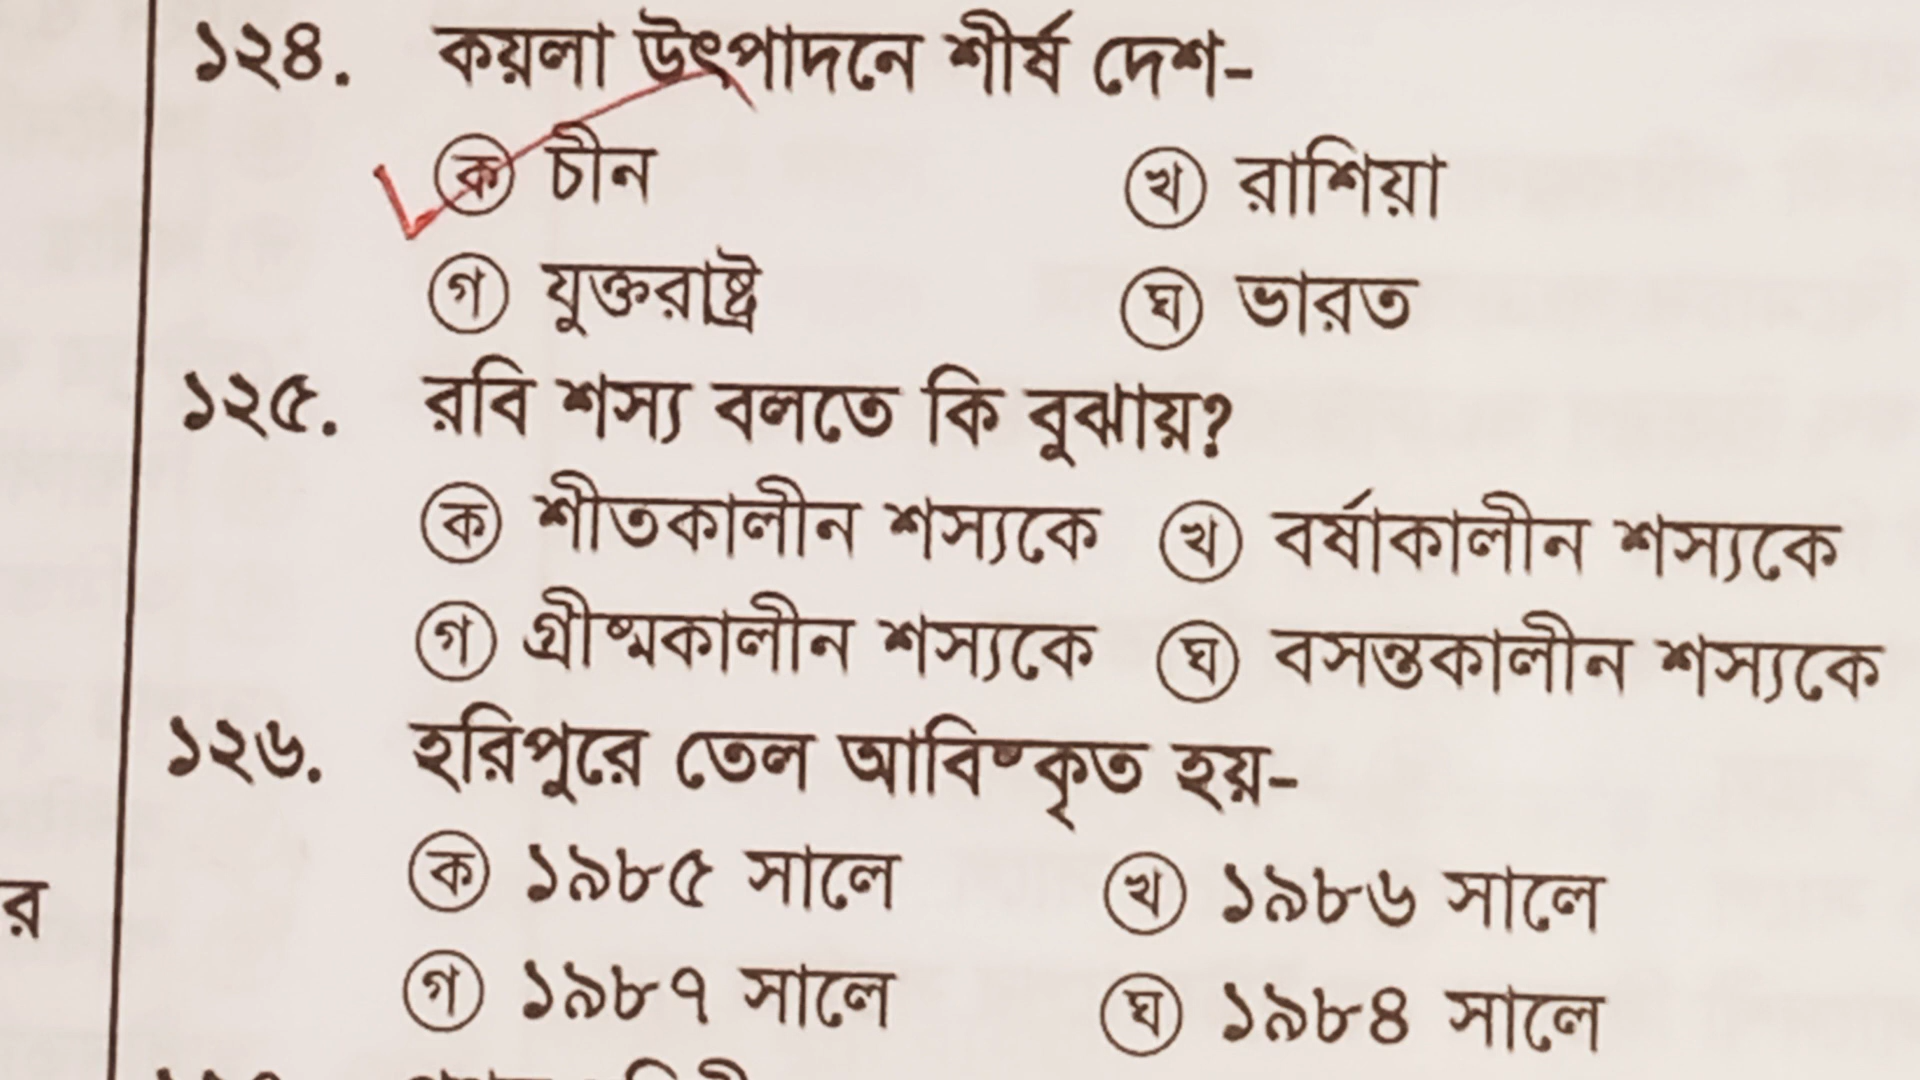 ১২৪. কয়লা উৎপাদনে শীর্ষ দেশ-
ক চীন খ রাশিয়া
গ যুক্তরাষ্ট্র ঘ ভারত
১২৫. রবি শস্য বলতে কি বুঝায়?
ক শীতকালীন শস্যকে খ বর্ষাকালীন শস্যকে
গ গ্রীষ্মকালীন শস্যকে ঘ বসন্তকালীন শস্যকে
১২৬. হরিপুরে তেল আবিষ্কৃত হয়-
ক ১৯৮৫ সালে খ ১৯৮৬ সালে
র
গ ১৯৮৭ সালে ঘ ১৯৮৪ সালে